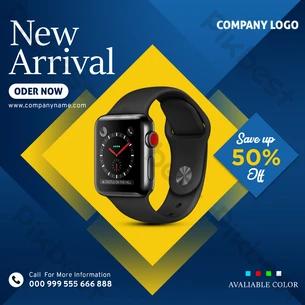 New
Arrival
ODER NOW
www.companyname.com
COMPANY LOGO
Save up
50%
Off
Call For More Information
000 999 555 666 888
AVALIABLE COLOR